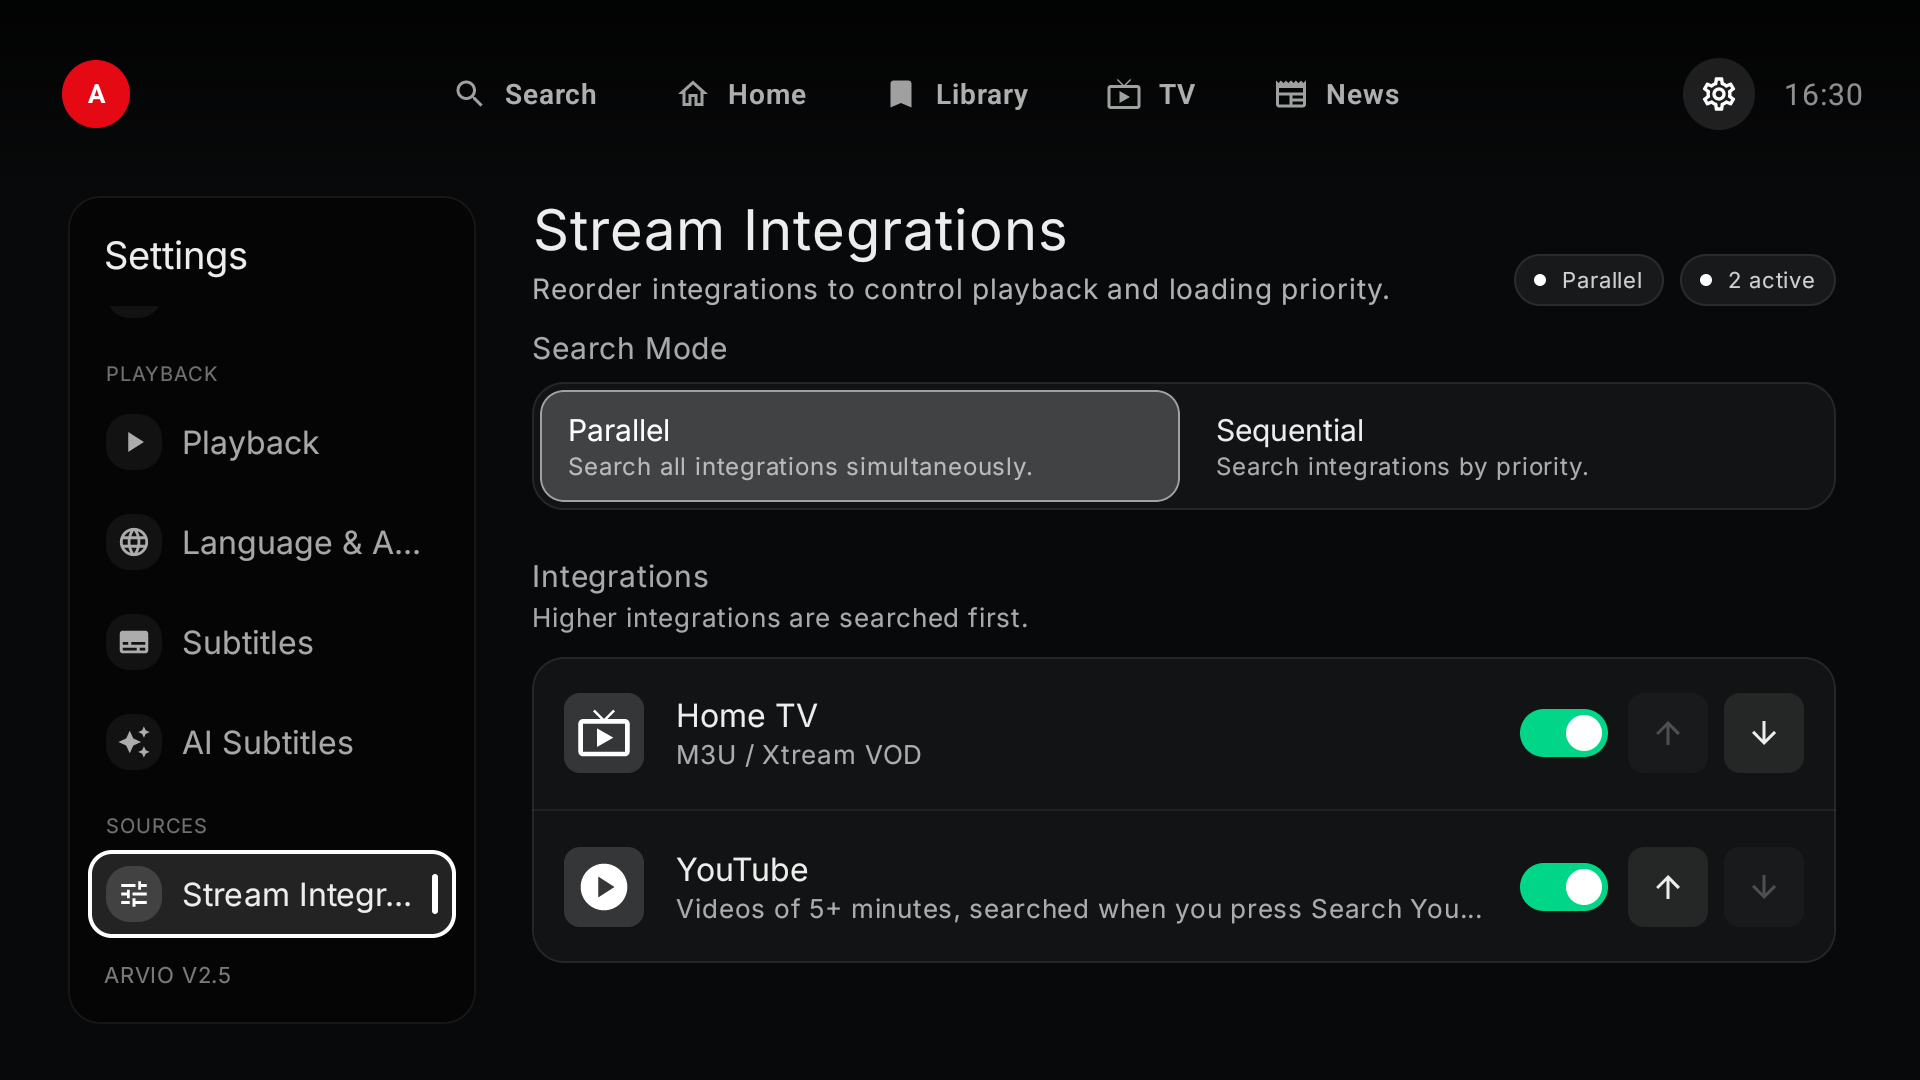 A
Search
Home
Library
TV
News
16:30
Settings
PLAYBACK
Playback
Language & A...
Subtitles
AI Subtitles
SOURCES
Stream Integr...
ARVIO V2.5
Stream Integrations
Reorder integrations to control playback and loading priority.
Parallel
2 active
Search Mode
Parallel
Search all integrations simultaneously.
Sequential
Search integrations by priority.
Integrations
Higher integrations are searched first.
Home TV
M3U / Xtream VOD
YouTube
Videos of 5+ minutes, searched when you press Search You...